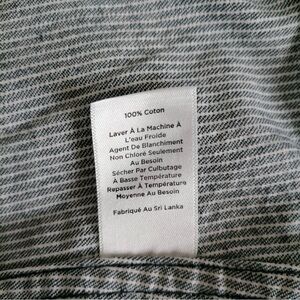 100% Coton
Laver À La Machine À
L'eau Froide
Agent De Blanchiment
Non Chloré Seulement
Au Besoin
Sécher Par Culbutage
À Basse Température
Repasser À Température
Moyenne Au Besoin
Fabriqué Au Sri Lanka